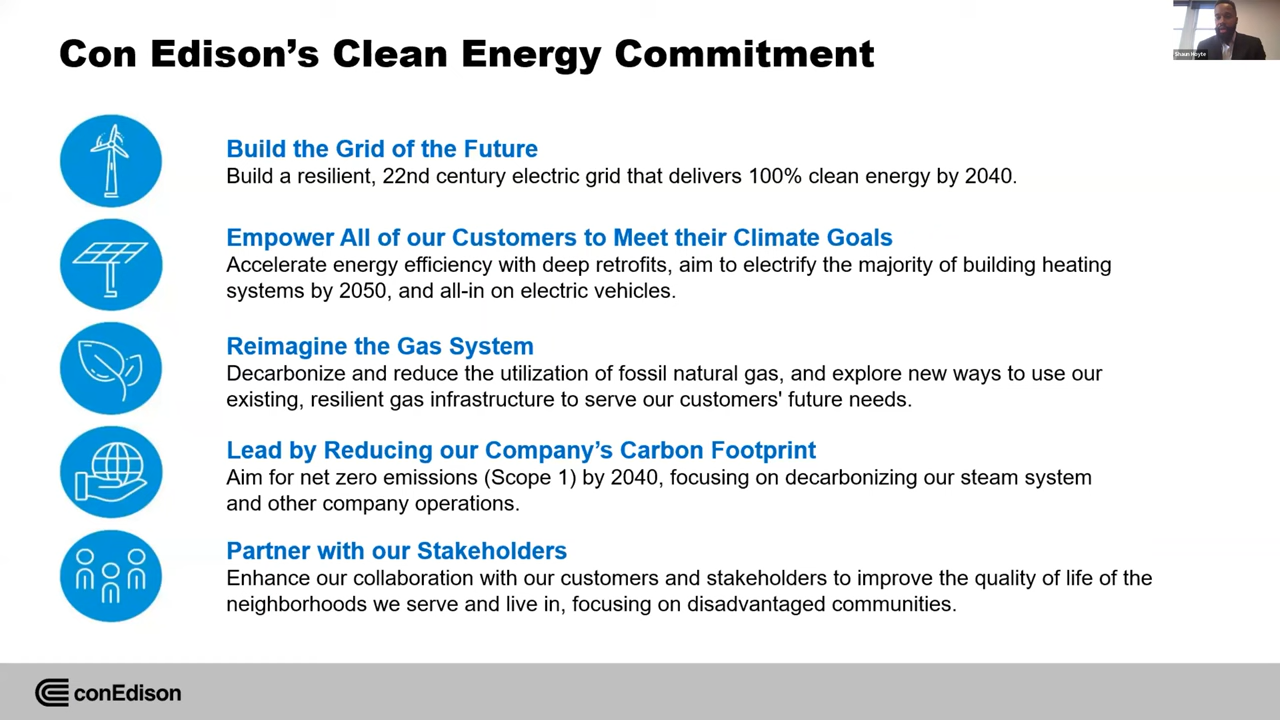 Con Edison’s Clean Energy Commitment
Shaun Hoyte
Build the Grid of the Future
Build a resilient, 22nd century electric grid that delivers 100% clean energy by 2040.
Empower All of our Customers to Meet their Climate Goals
Accelerate energy efficiency with deep retrofits, aim to electrify the majority of building heating
systems by 2050, and all-in on electric vehicles.
Reimagine the Gas System
Decarbonize and reduce the utilization of fossil natural gas, and explore new ways to use our
existing, resilient gas infrastructure to serve our customers' future needs.
Lead by Reducing our Company’s Carbon Footprint
Aim for net zero emissions (Scope 1) by 2040, focusing on decarbonizing our steam system
and other company operations.
Partner with our Stakeholders
Enhance our collaboration with our customers and stakeholders to improve the quality of life of the
neighborhoods we serve and live in, focusing on disadvantaged communities.
conEdison